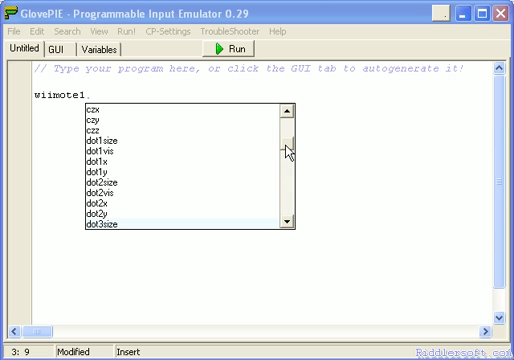 GlovePIE - Programmable Input Emulator 0.29
File Edit Search View Run! CP-Settings TroubleShooter Help
Untitled GUI Variables Run
// Type your program here, or click the GUI tab to autogenerate it!
wiimote1.
czx
czy
czz
dot1size
dot1vis
dot1x
dot1y
dot2size
dot2vis
dot2x
dot2y
dot3size
3: 9 Modified Insert
Riddlersoft.com